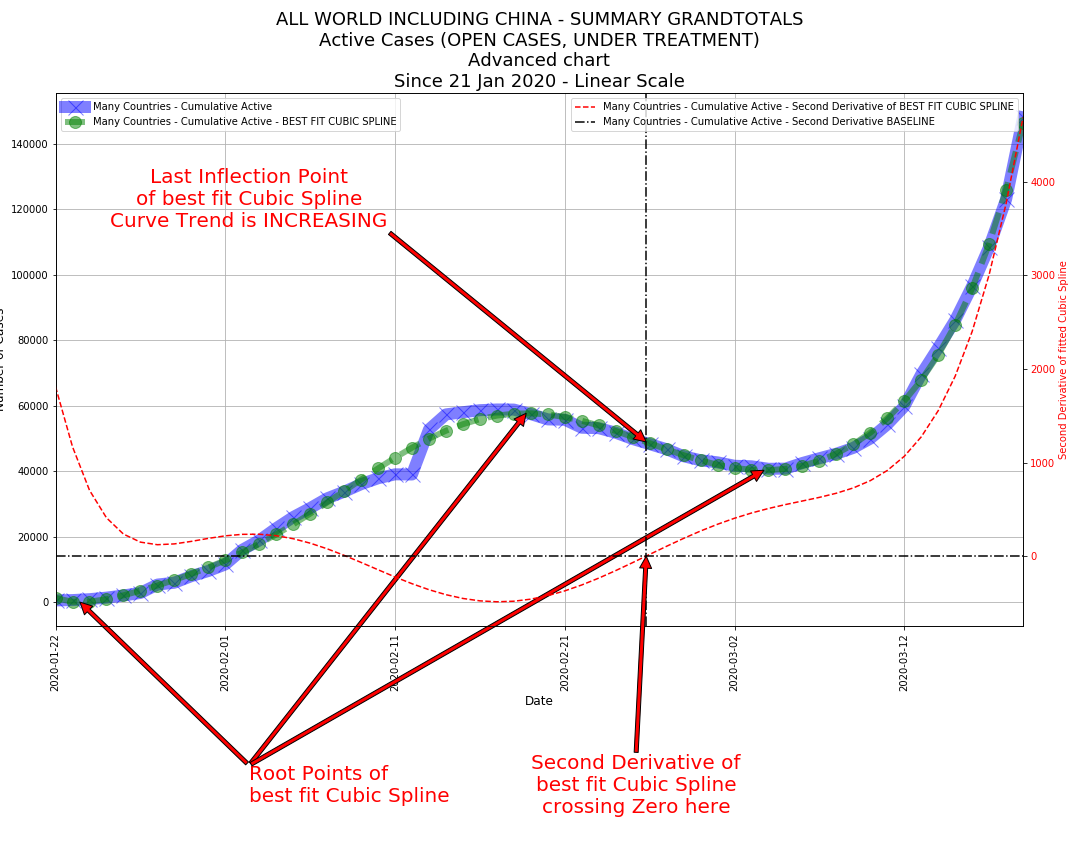 ALL WORLD INCLUDING CHINA - SUMMARY GRANDTOTALS
Active Cases (OPEN CASES, UNDER TREATMENT)
Advanced chart
Since 21 Jan 2020 - Linear Scale
Many Countries - Cumulative Active
Many Countries - Cumulative Active - BEST FIT CUBIC SPLINE
Many Countries - Cumulative Active - Second Derivative of BEST FIT CUBIC SPLINE
Many Countries - Cumulative Active - Second Derivative BASELINE
Last Inflection Point
of best fit Cubic Spline
Curve Trend is INCREASING
140000
120000
100000
80000
60000
40000
20000
0
Number of Cases
4000
3000
2000
1000
0
Second Derivative of fitted Cubic Spline
2020-01-22
2020-02-01
2020-02-11
2020-02-21
2020-03-02
2020-03-12
Date
Root Points of
best fit Cubic Spline
Second Derivative of
best fit Cubic Spline
crossing Zero here